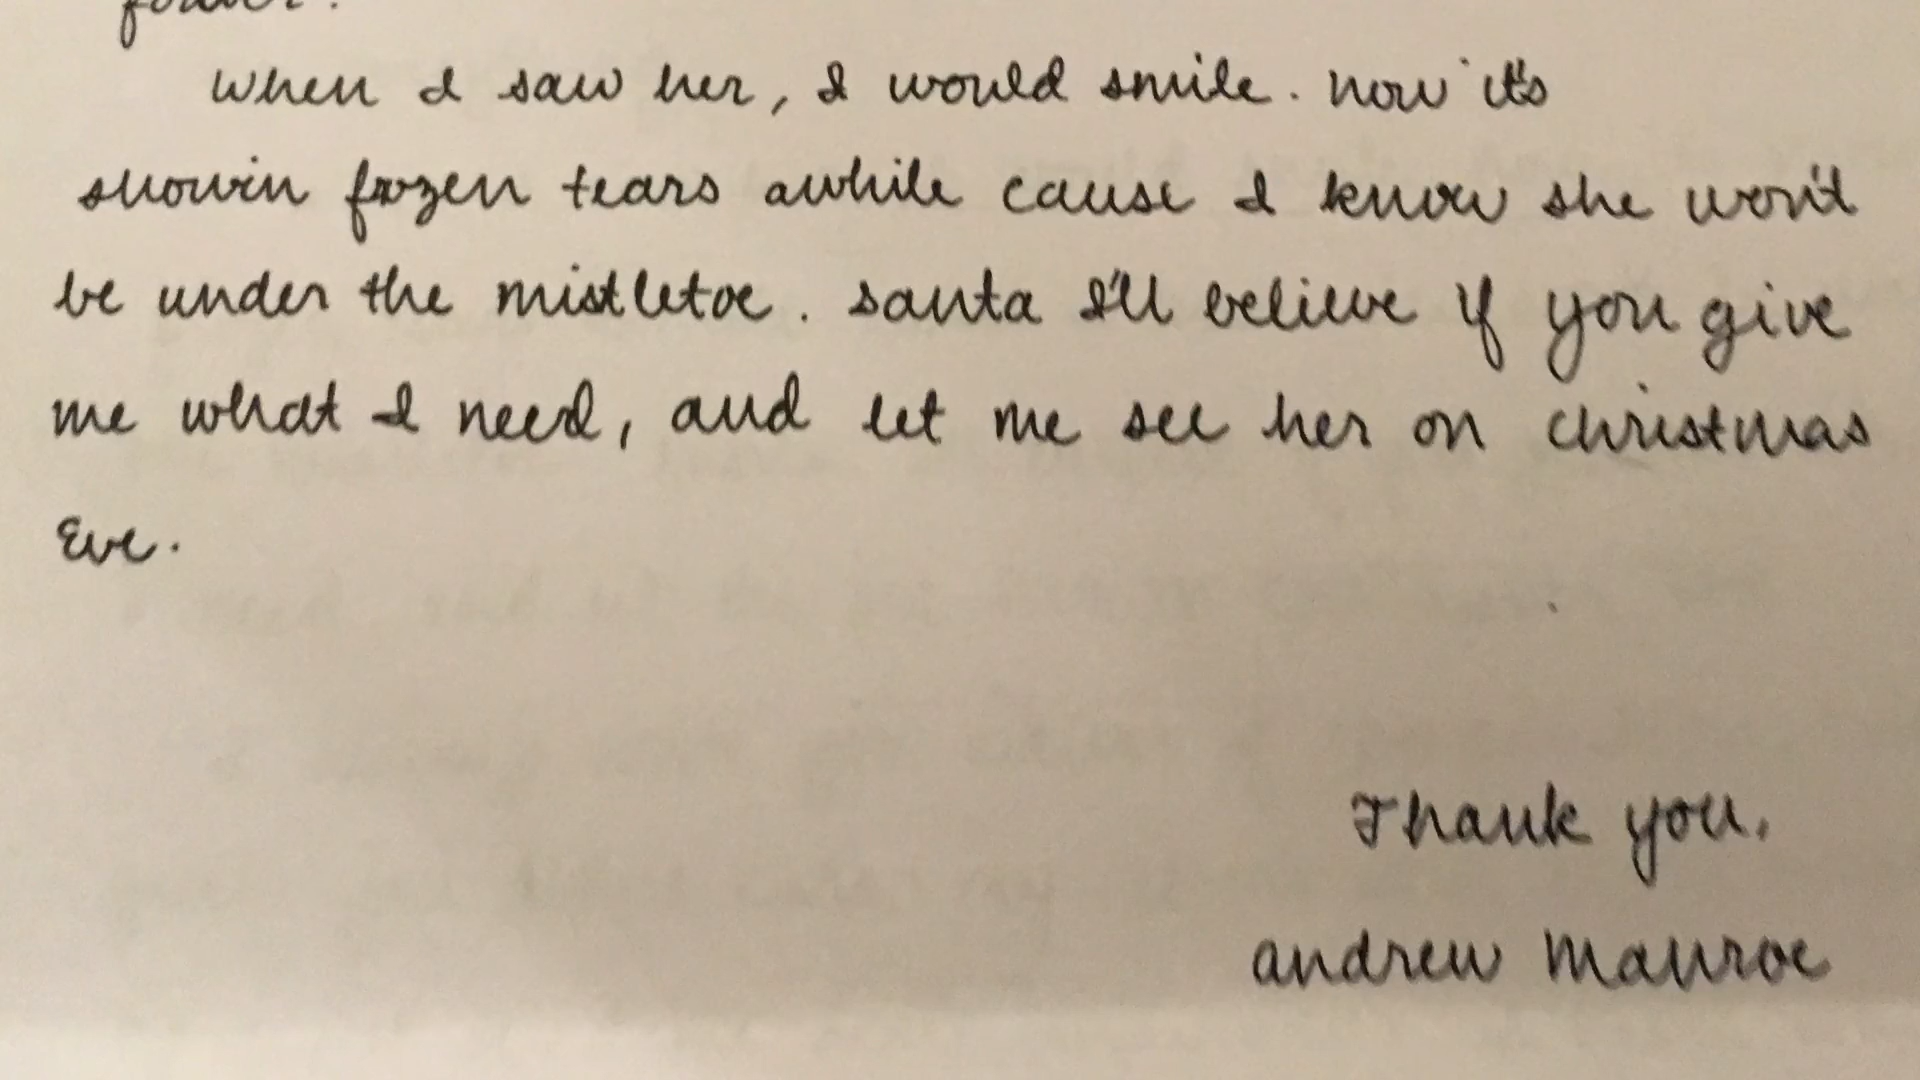 when I saw her, I would smile. now it's
snowin frozen tears awhile cause I know she won't
be under the mistletoe. santa I'll believe if you give
me what I need, and let me see her on christmas
Eve.
Thank you.
andrew Manroe